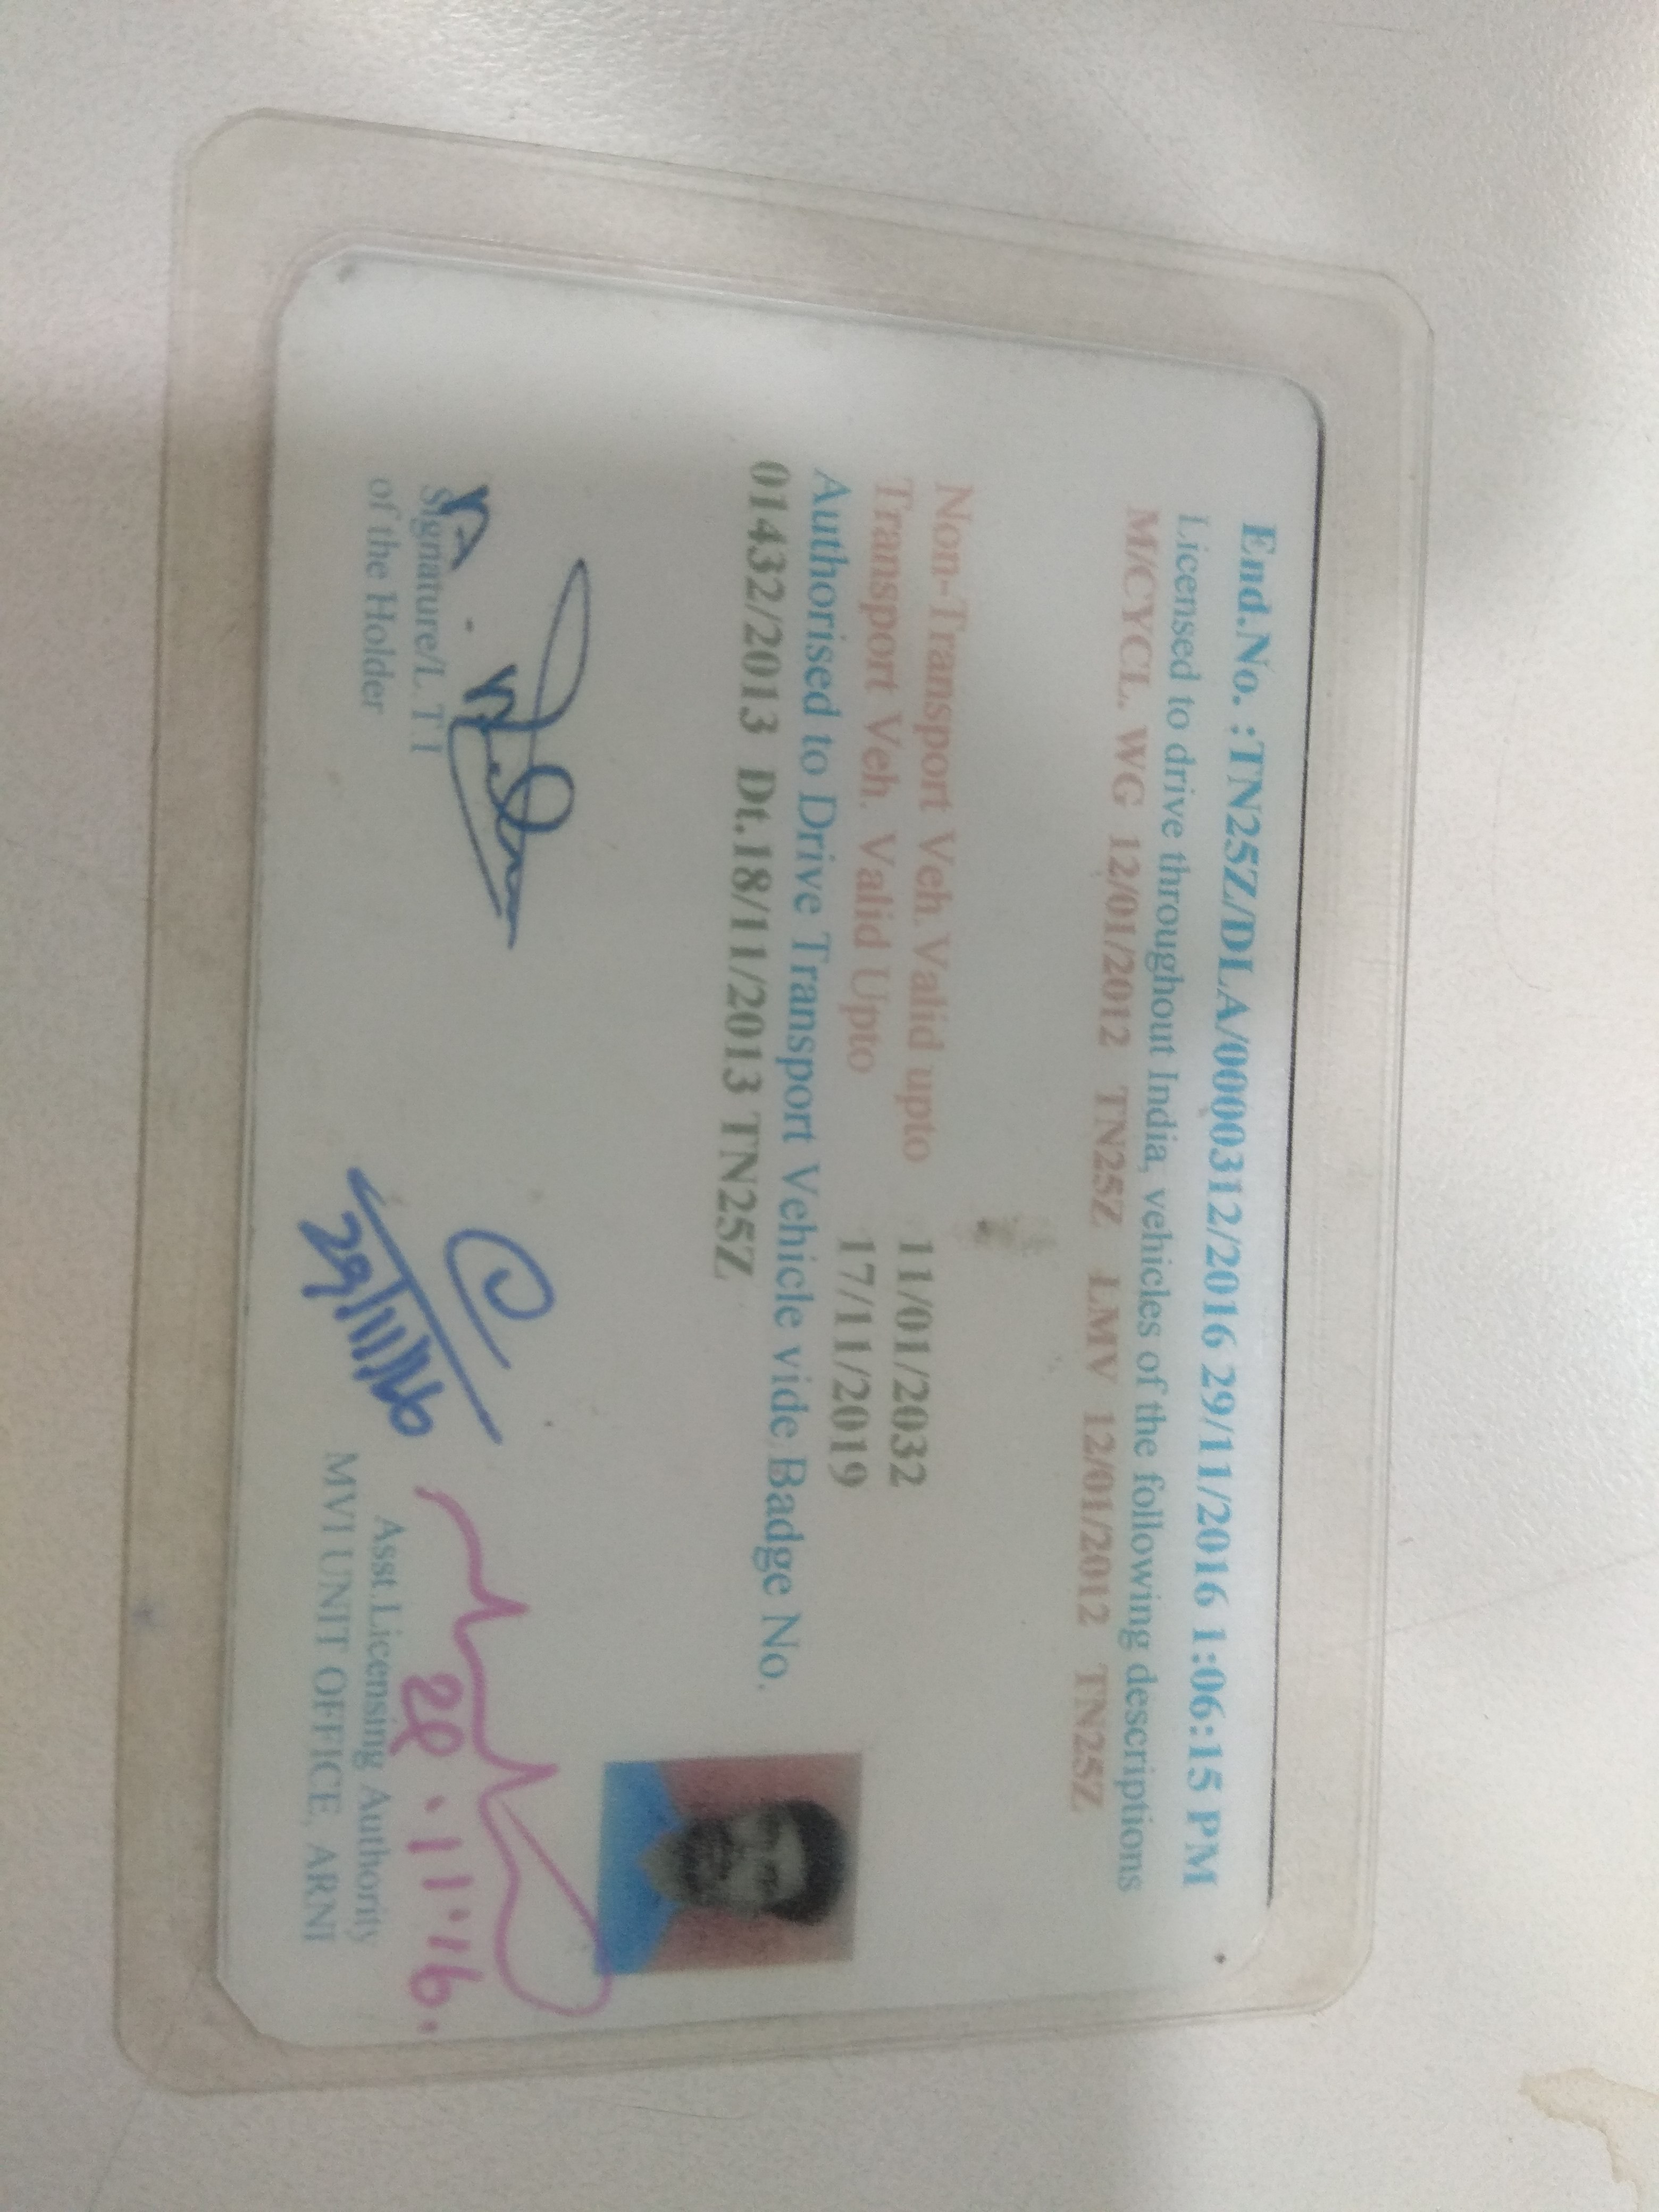 End.No. :TN25Z/DLA/0000312/2016 29/11/2016 1:06:15 PM
Licensed to drive throughout India, vehicles of the following descriptions
M/CYCL. WG 12/01/2012 TN25Z LMV 12/01/2012 TN25Z
Non-Transport Veh. Valid upto 11/01/2032
Transport Veh. Valid Upto 17/11/2019
Authorised to Drive Transport Vehicle vide Badge No.
01432/2013 Dt.18/11/2013 TN25Z
Signature/L.T.I
of the Holder
29/11/16
29.11.16.
Asst.Licensing Authority
MVI UNIT OFFICE, ARNI